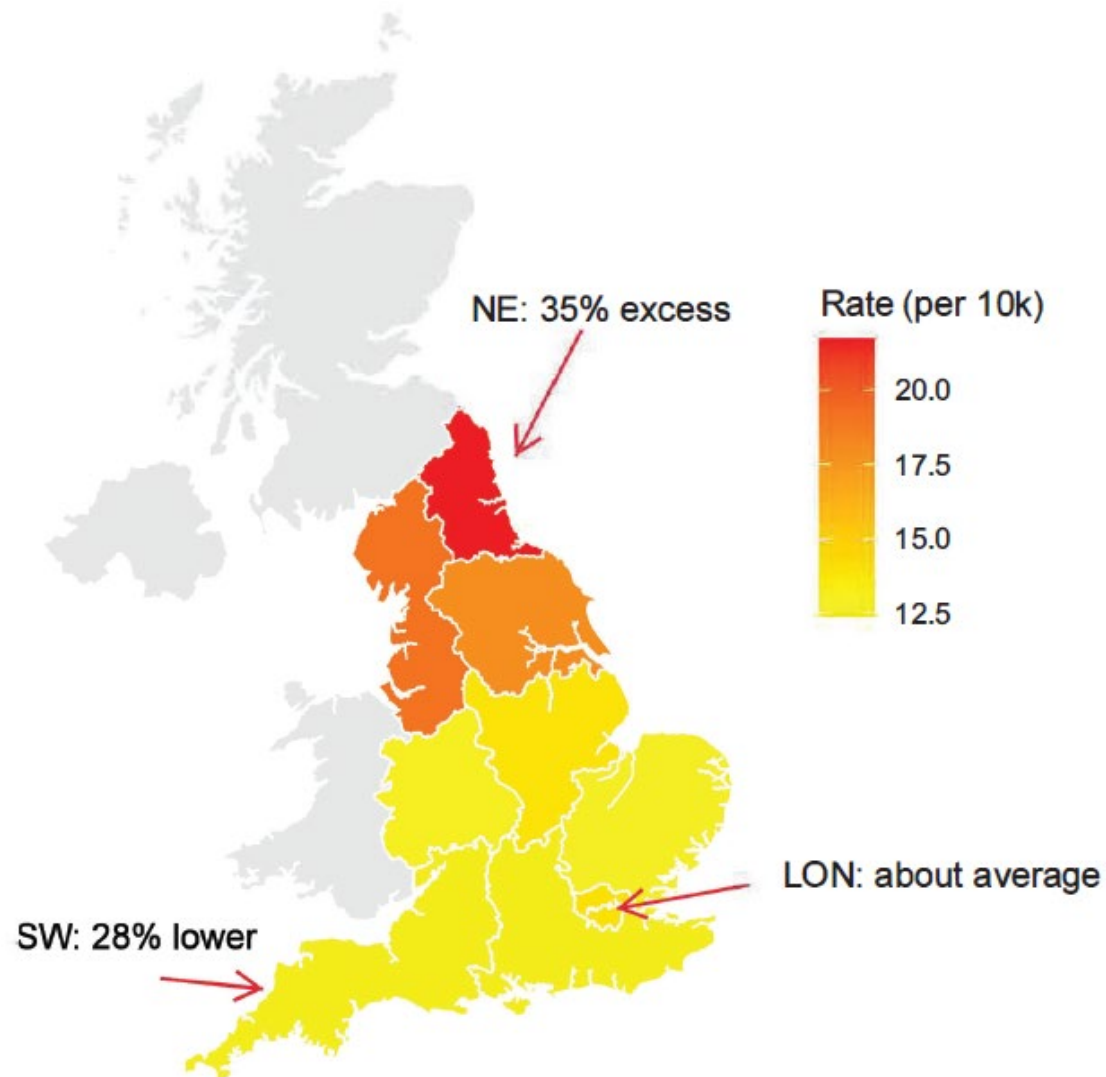 NE: 35% excess
Rate (per 10k)
20.0
17.5
15.0
12.5
LON: about average
SW: 28% lower